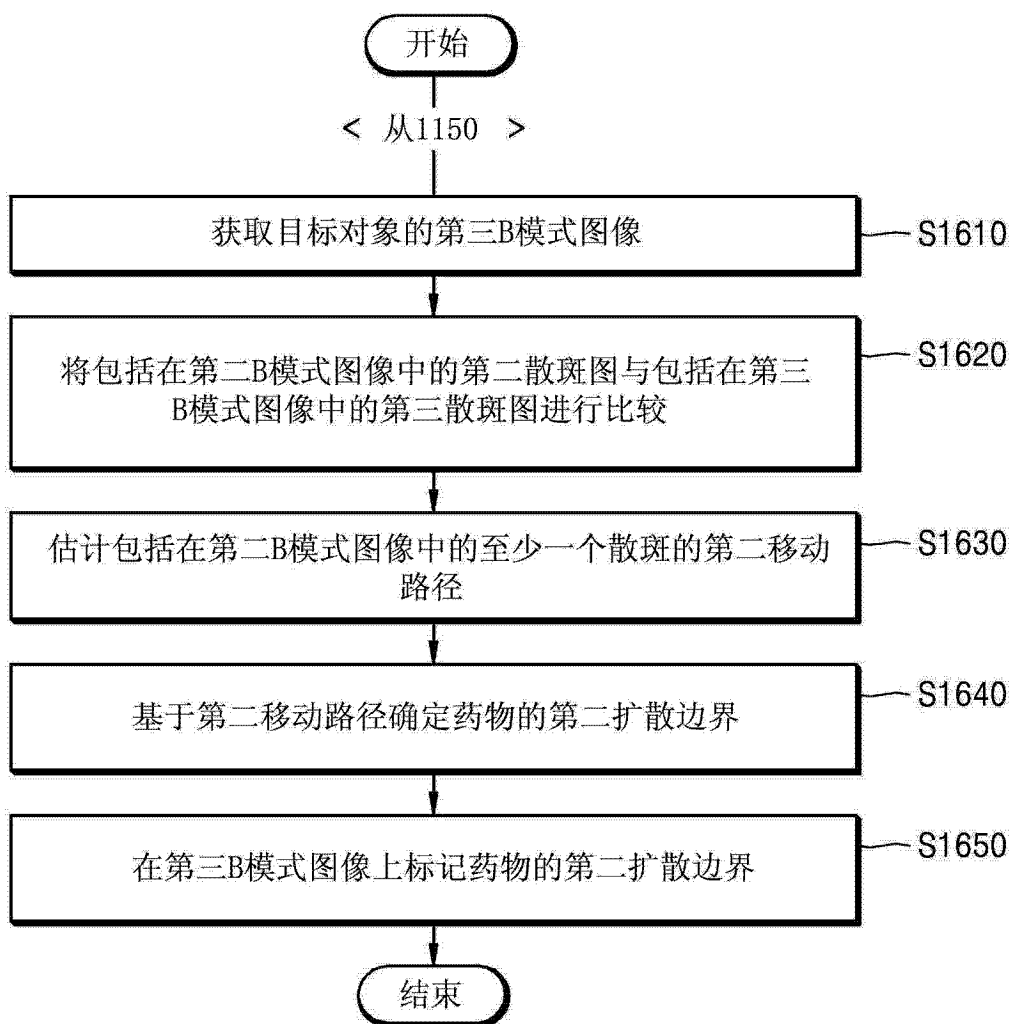 开始
< 从1150 >
获取目标对象的第三B模式图像
S1610
将包括在第二B模式图像中的第二散斑图与包括在第三
B模式图像中的第三散斑图进行比较
S1620
估计包括在第二B模式图像中的至少一个散斑的第二移动
路径
S1630
基于第二移动路径确定药物的第二扩散边界
S1640
在第三B模式图像上标记药物的第二扩散边界
S1650
结束